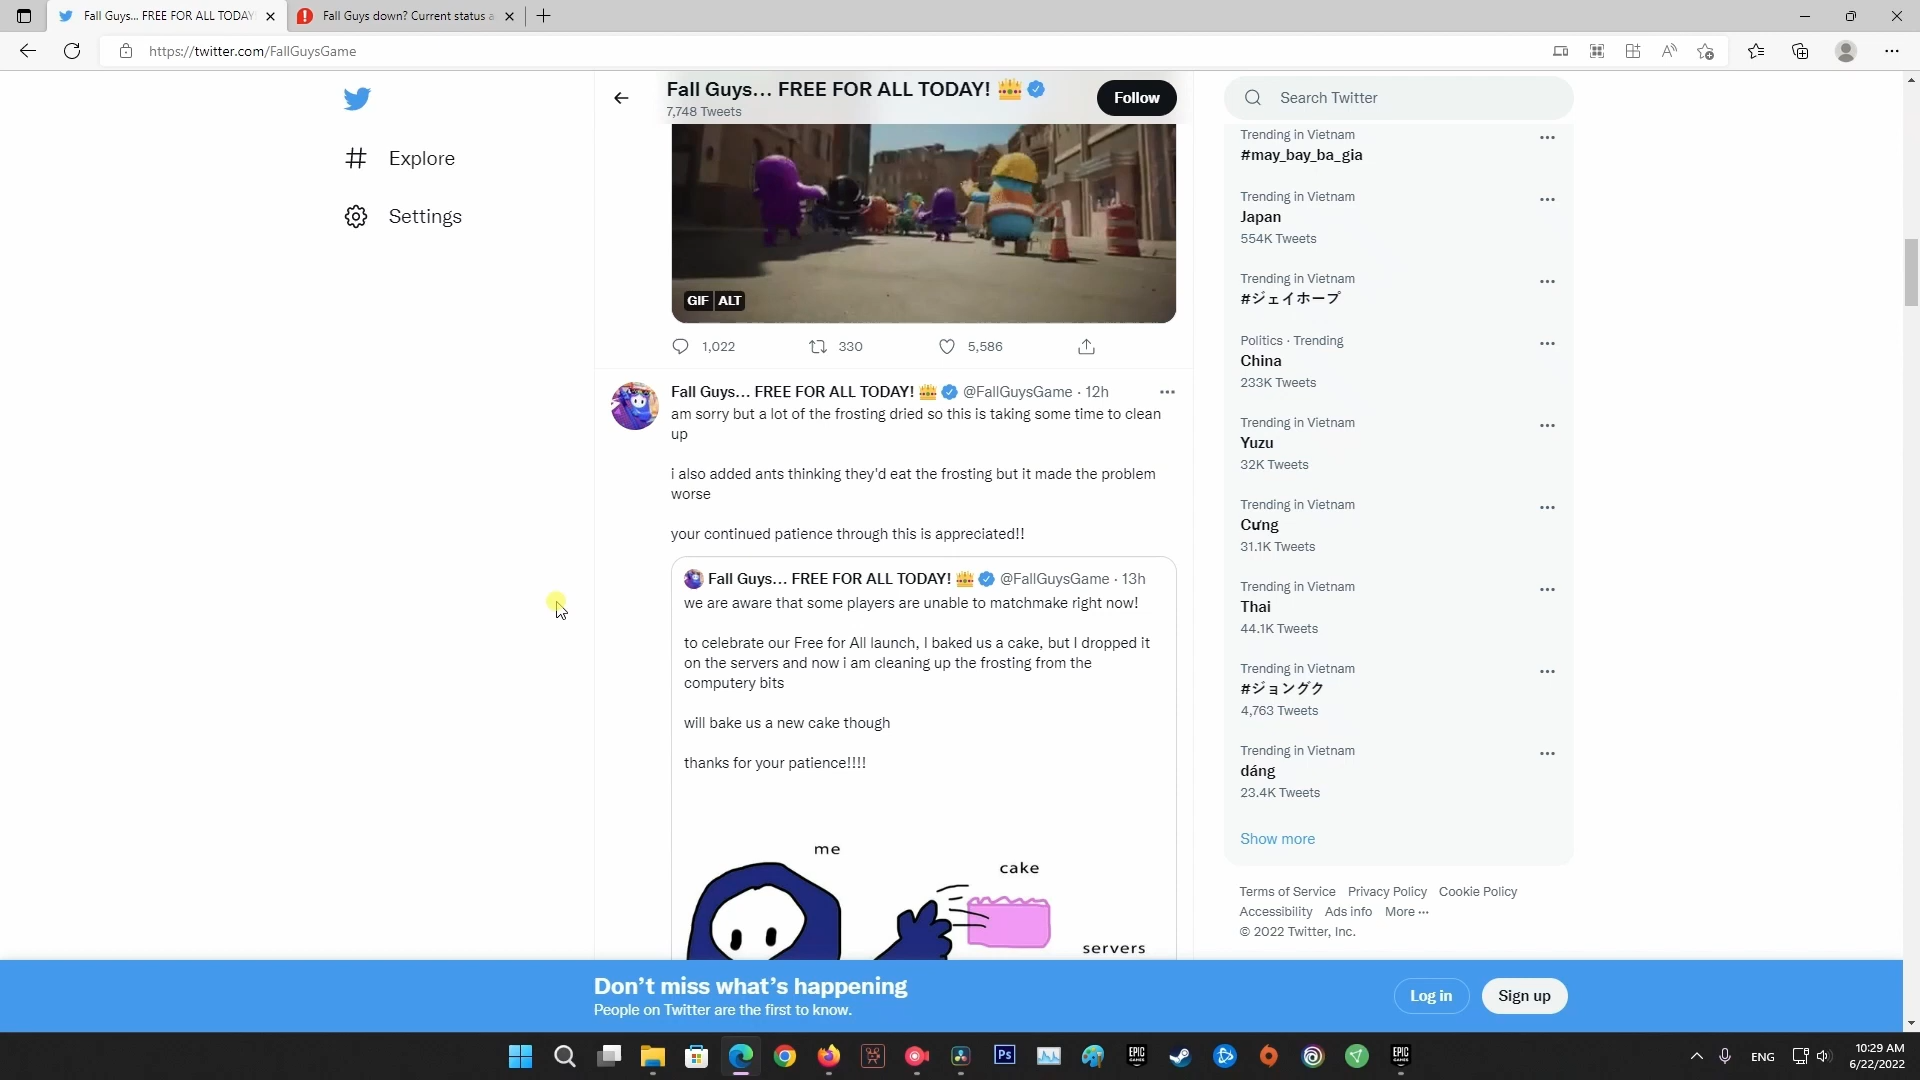 Fall Guys... FREE FOR ALL TODAY
Fall Guys down? Current status a
https://twitter.com/FallGuysGame
Explore
Settings
Fall Guys... FREE FOR ALL TODAY!
7,748 Tweets
Follow
GIF ALT
1,022 330 5,586
Fall Guys... FREE FOR ALL TODAY! @FallGuysGame · 12h
am sorry but a lot of the frosting dried so this is taking some time to clean
up
i also added ants thinking they'd eat the frosting but it made the problem
worse
your continued patience through this is appreciated!!
Fall Guys... FREE FOR ALL TODAY! @FallGuysGame · 13h
we are aware that some players are unable to matchmake right now!
to celebrate our Free for All launch, I baked us a cake, but I dropped it
on the servers and now i am cleaning up the frosting from the
computery bits
will bake us a new cake though
thanks for your patience!!!!
me
cake
servers
Search Twitter
Trending in Vietnam
#may_bay_ba_gia
Trending in Vietnam
Japan
554K Tweets
Trending in Vietnam
#ジェイホープ
Politics · Trending
China
233K Tweets
Trending in Vietnam
Yuzu
32K Tweets
Trending in Vietnam
Cưng
31.1K Tweets
Trending in Vietnam
Thai
44.1K Tweets
Trending in Vietnam
#ジョングク
4,763 Tweets
Trending in Vietnam
dáng
23.4K Tweets
Show more
Terms of Service Privacy Policy Cookie Policy
Accessibility Ads info More ···
© 2022 Twitter, Inc.
Don't miss what's happening
People on Twitter are the first to know.
Log in
Sign up
Ps
EPIC GAMES
EPIC GAMES
ENG
10:29 AM
6/22/2022